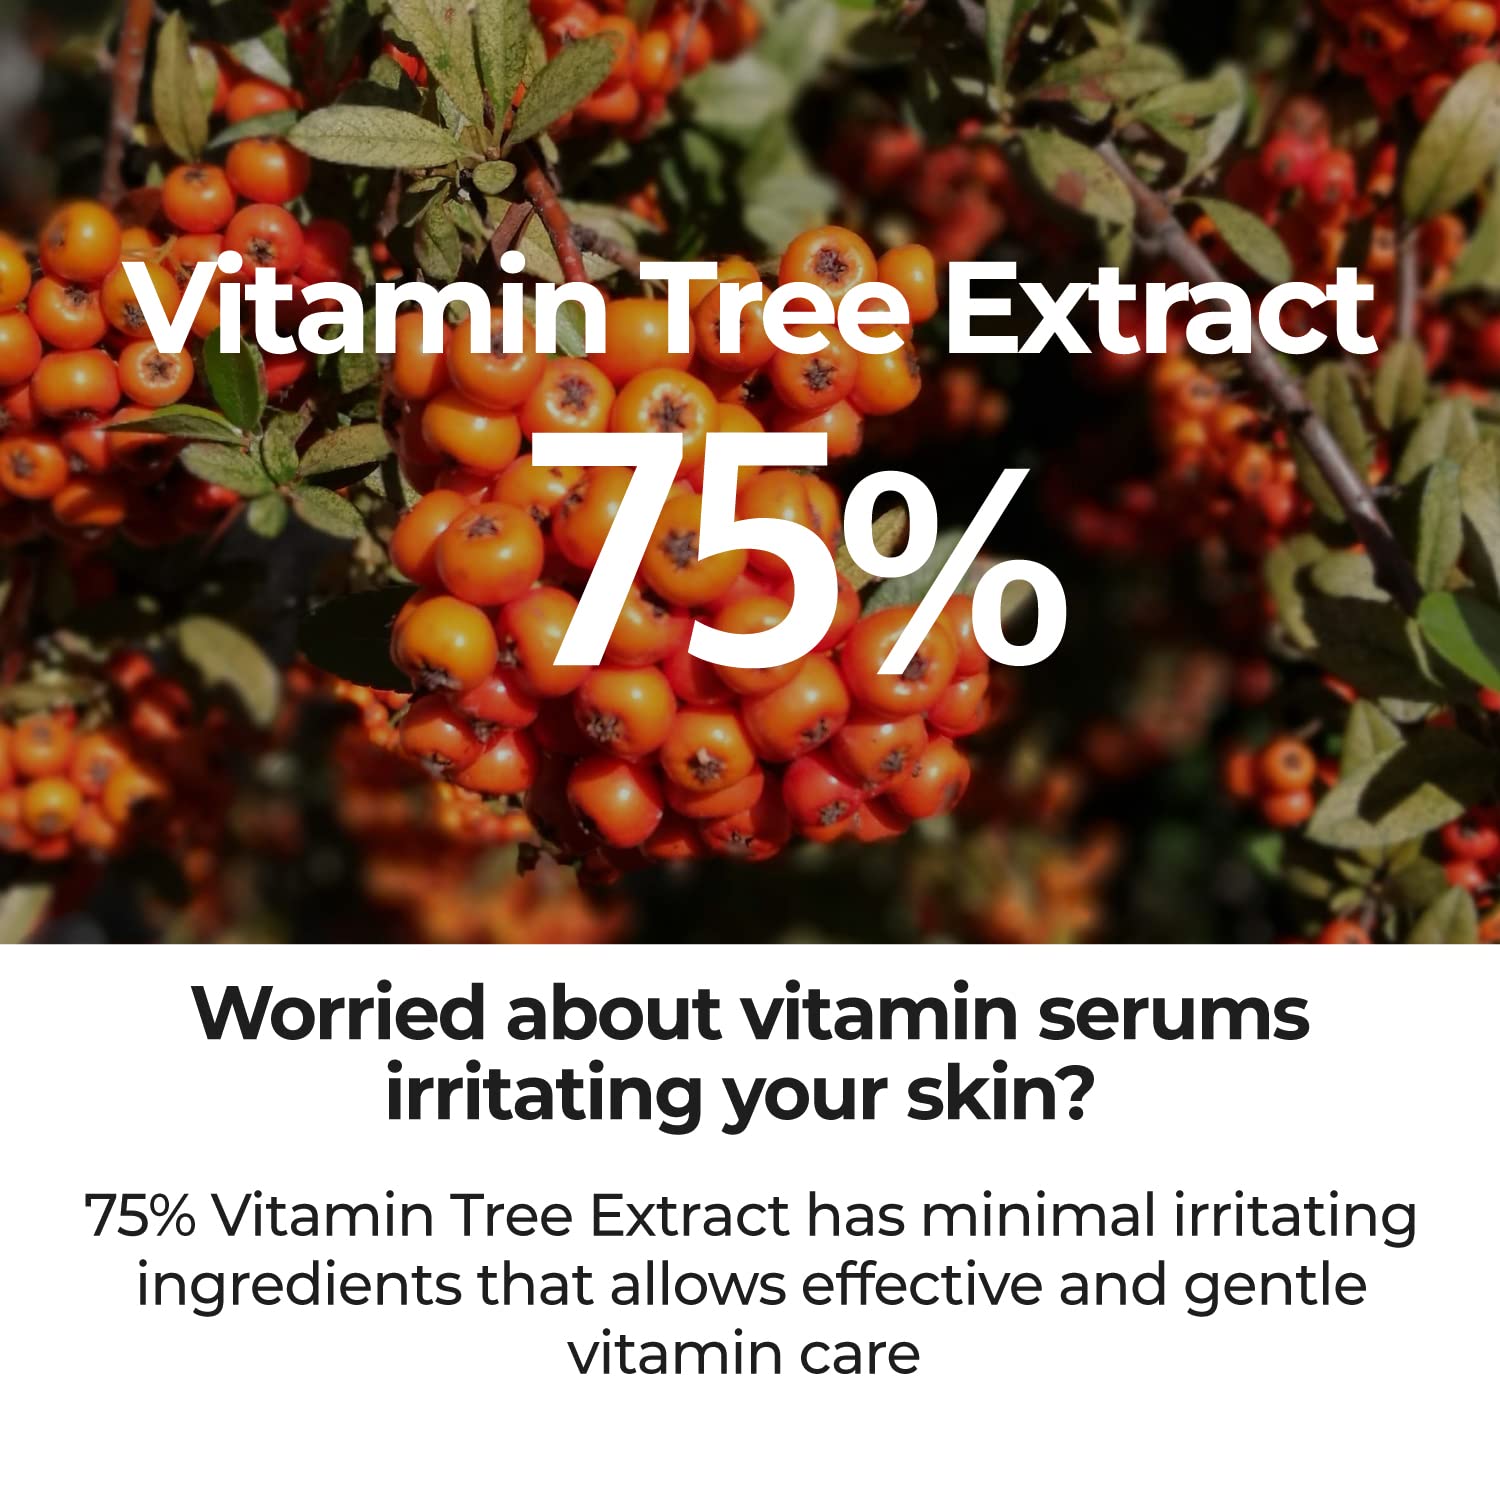 Vitamin Tree Extract
75%
Worried about vitamin serums
irritating your skin?
75% Vitamin Tree Extract has minimal irritating
ingredients that allows effective and gentle
vitamin care